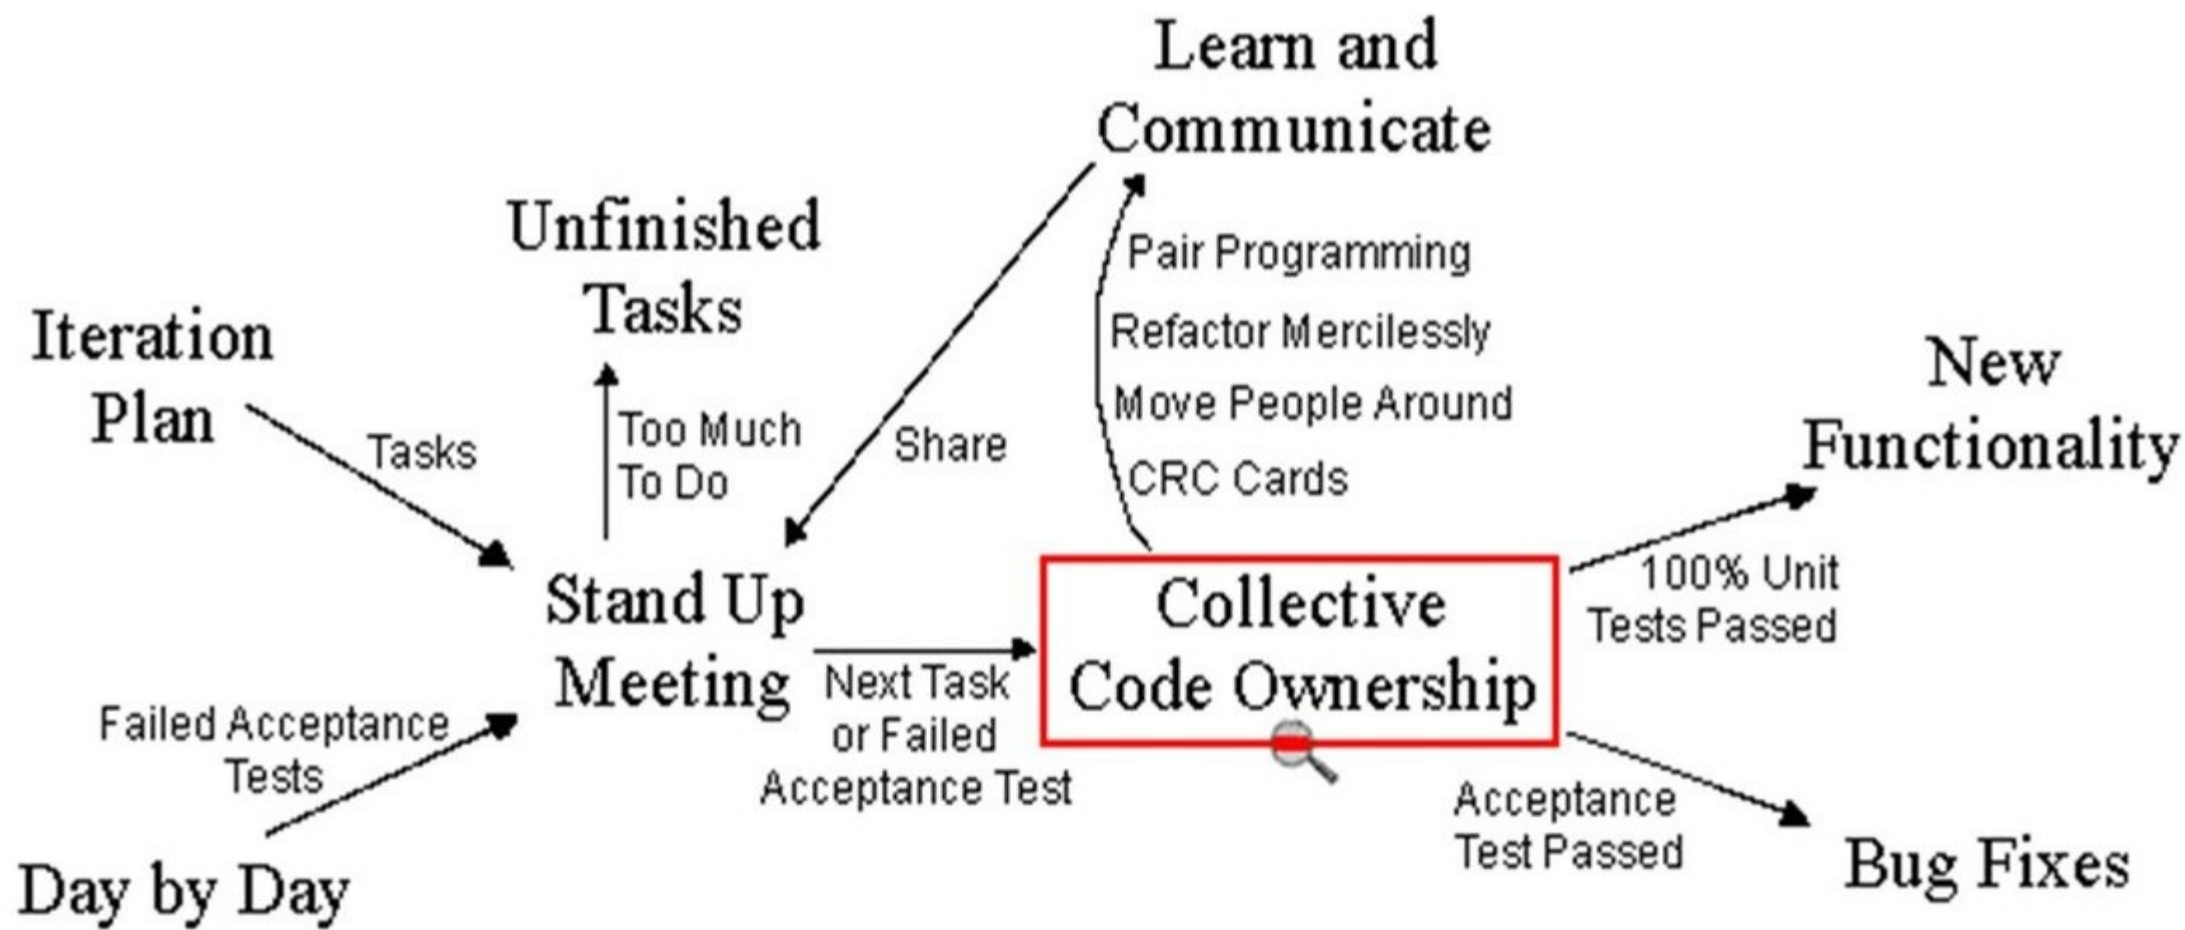 Learn and
Communicate
Unfinished
Tasks
Pair Programming
Refactor Mercilessly
Move People Around
CRC Cards
Iteration
Plan
Tasks
Too Much
To Do
Share
New
Functionality
Stand Up
Meeting
Next Task
or Failed
Acceptance Test
Collective
Code Ownership
100% Unit
Tests Passed
Failed Acceptance
Tests
Day by Day
Acceptance
Test Passed
Bug Fixes